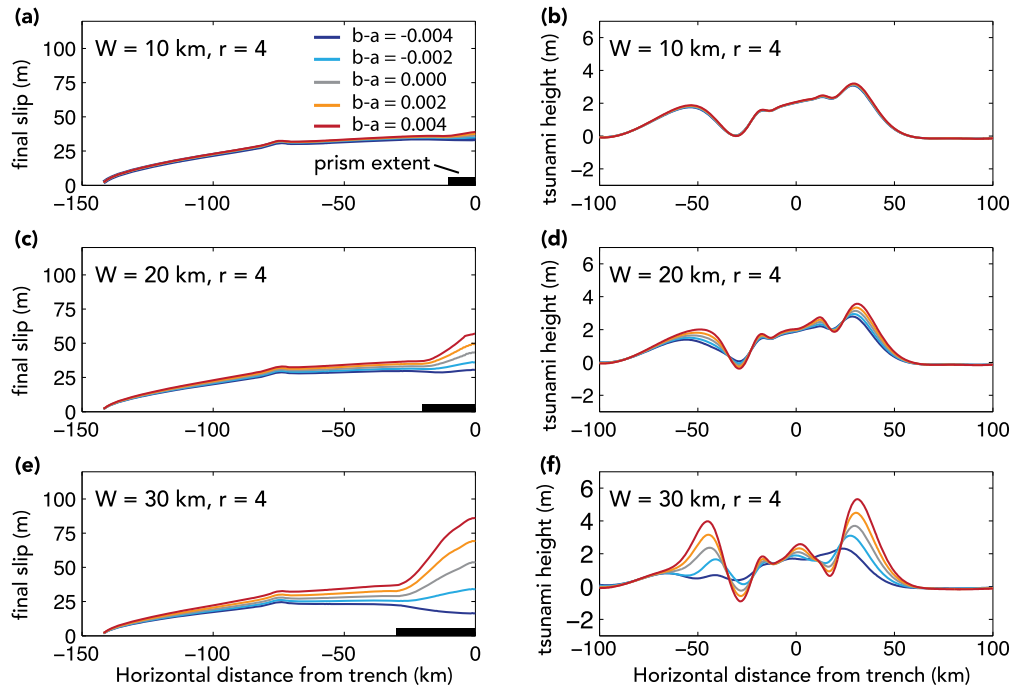 (a)
W = 10 km, r = 4
b-a = -0.004
b-a = -0.002
b-a = 0.000
b-a = 0.002
b-a = 0.004
prism extent
final slip (m)
100
75
50
25
0
−150
−100
−50
0
(b)
W = 10 km, r = 4
tsunami height (m)
6
4
2
0
−2
−100
−50
0
50
100
(c)
W = 20 km, r = 4
final slip (m)
100
75
50
25
0
−150
−100
−50
0
(d)
W = 20 km, r = 4
tsunami height (m)
6
4
2
0
−2
−100
−50
0
50
100
(e)
W = 30 km, r = 4
final slip (m)
100
75
50
25
0
−150
−100
−50
0
Horizontal distance from trench (km)
(f)
W = 30 km, r = 4
tsunami height (m)
6
4
2
0
−2
−100
−50
0
50
100
Horizontal distance from trench (km)